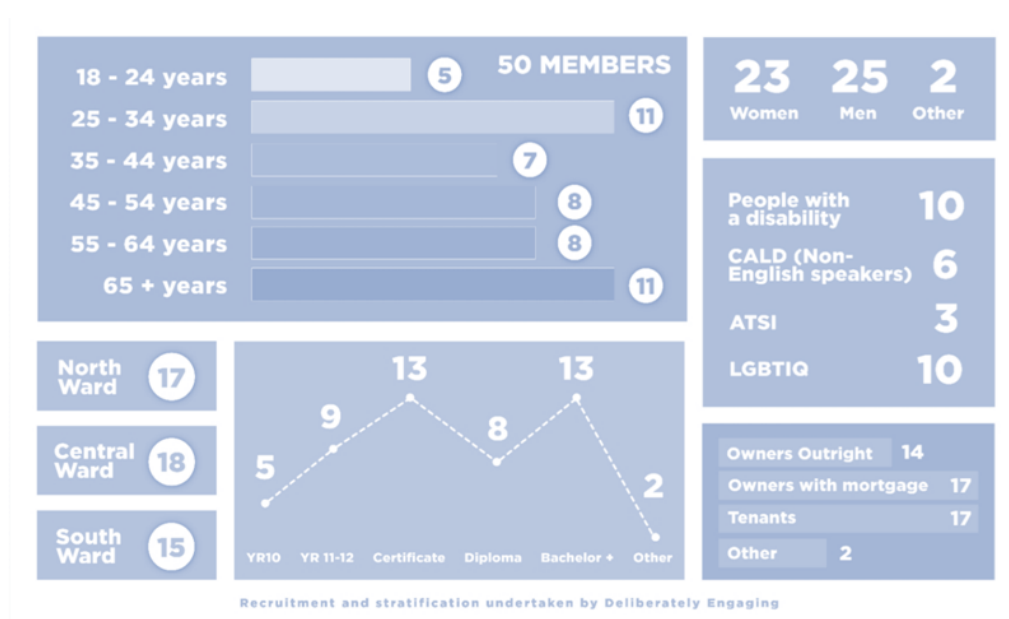 50 MEMBERS
18 - 24 years 5
25 - 34 years 11
35 - 44 years 7
45 - 54 years 8
55 - 64 years 8
65 + years 11
23 25 2
Women Men Other
People with
a disability 10
CALD (Non-
English speakers) 6
ATSI 3
LGBTIQ 10
North
Ward 17
Central
Ward 18
South
Ward 15
5 9 13 8 13 2
YR10 YR 11-12 Certificate Diploma Bachelor + Other
Owners Outright 14
Owners with mortgage 17
Tenants 17
Other 2
Recruitment and stratification undertaken by Deliberately Engaging